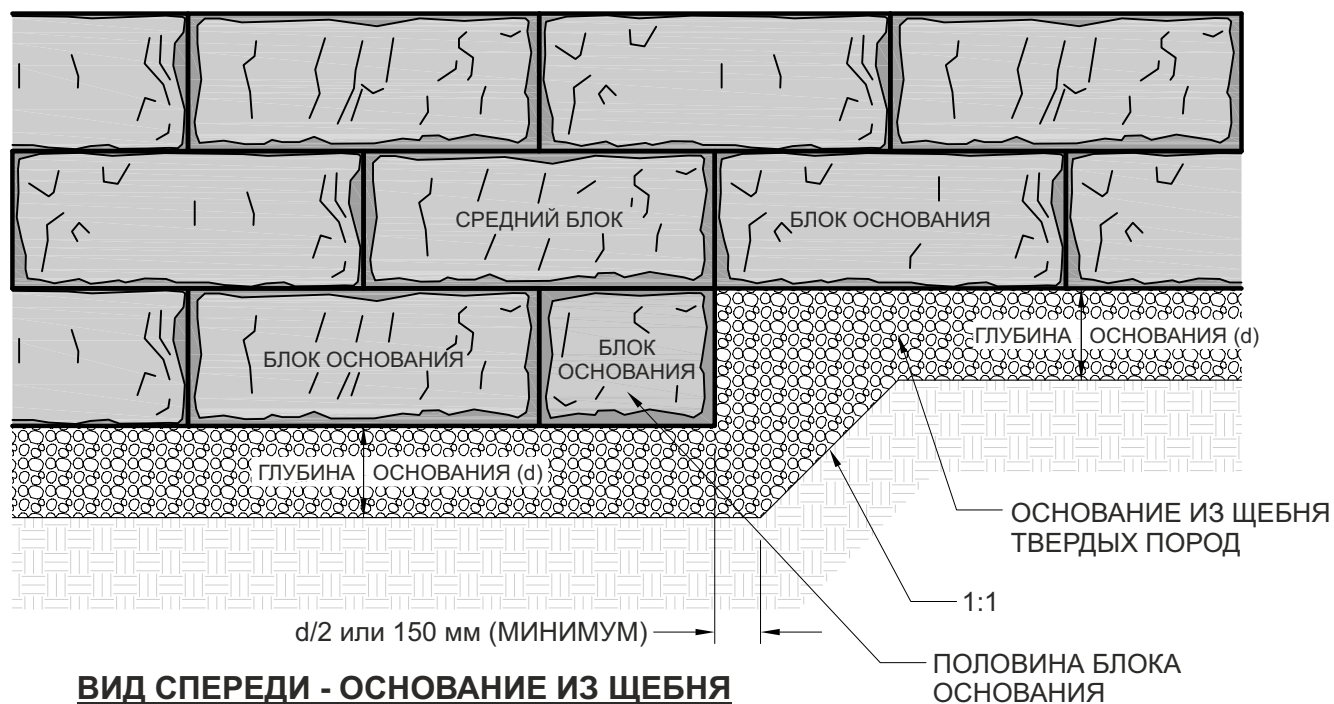 СРЕДНИЙ БЛОК
БЛОК ОСНОВАНИЯ
БЛОК ОСНОВАНИЯ
БЛОК
ОСНОВАНИЯ
ГЛУБИНА ОСНОВАНИЯ (d)
ГЛУБИНА ОСНОВАНИЯ (d)
ОСНОВАНИЕ ИЗ ЩЕБНЯ
ТВЕРДЫХ ПОРОД
1:1
d/2 или 150 мм (МИНИМУМ)
ПОЛОВИНА БЛОКА
ОСНОВАНИЯ
ВИД СПЕРЕДИ - ОСНОВАНИЕ ИЗ ЩЕБНЯ